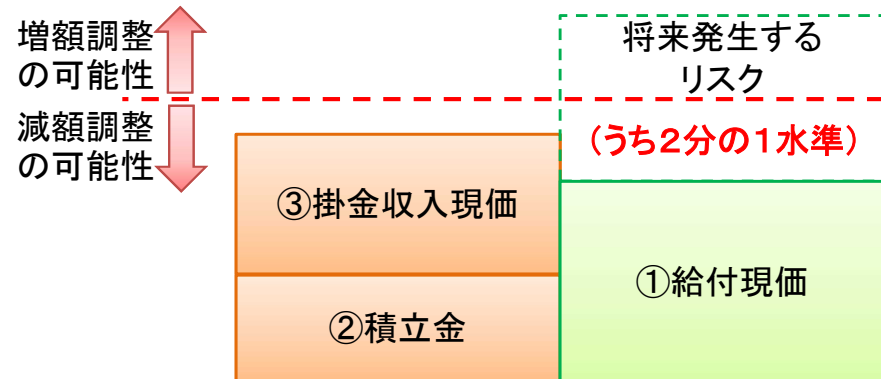 増額調整
の可能性
減額調整
の可能性
将来発生する
リスク
（うち２分の１水準）
③掛金収入現価
②積立金
①給付現価